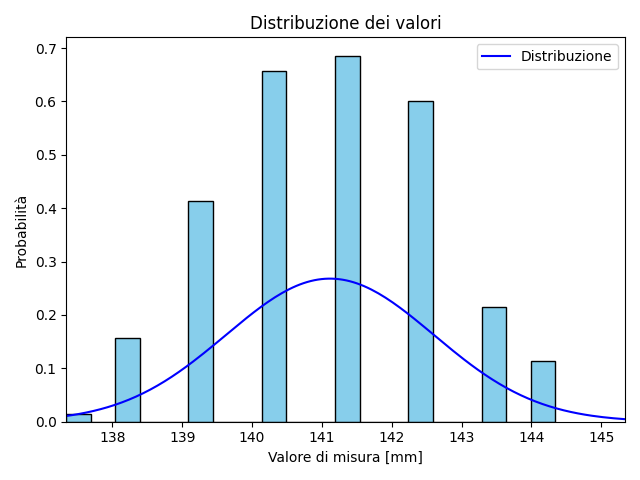 Distribuzione dei valori
Distribuzione
0.7
0.6
0.5
0.4
0.3
0.2
0.1
0.0
Probabilità
138 139 140 141 142 143 144 145
Valore di misura [mm]